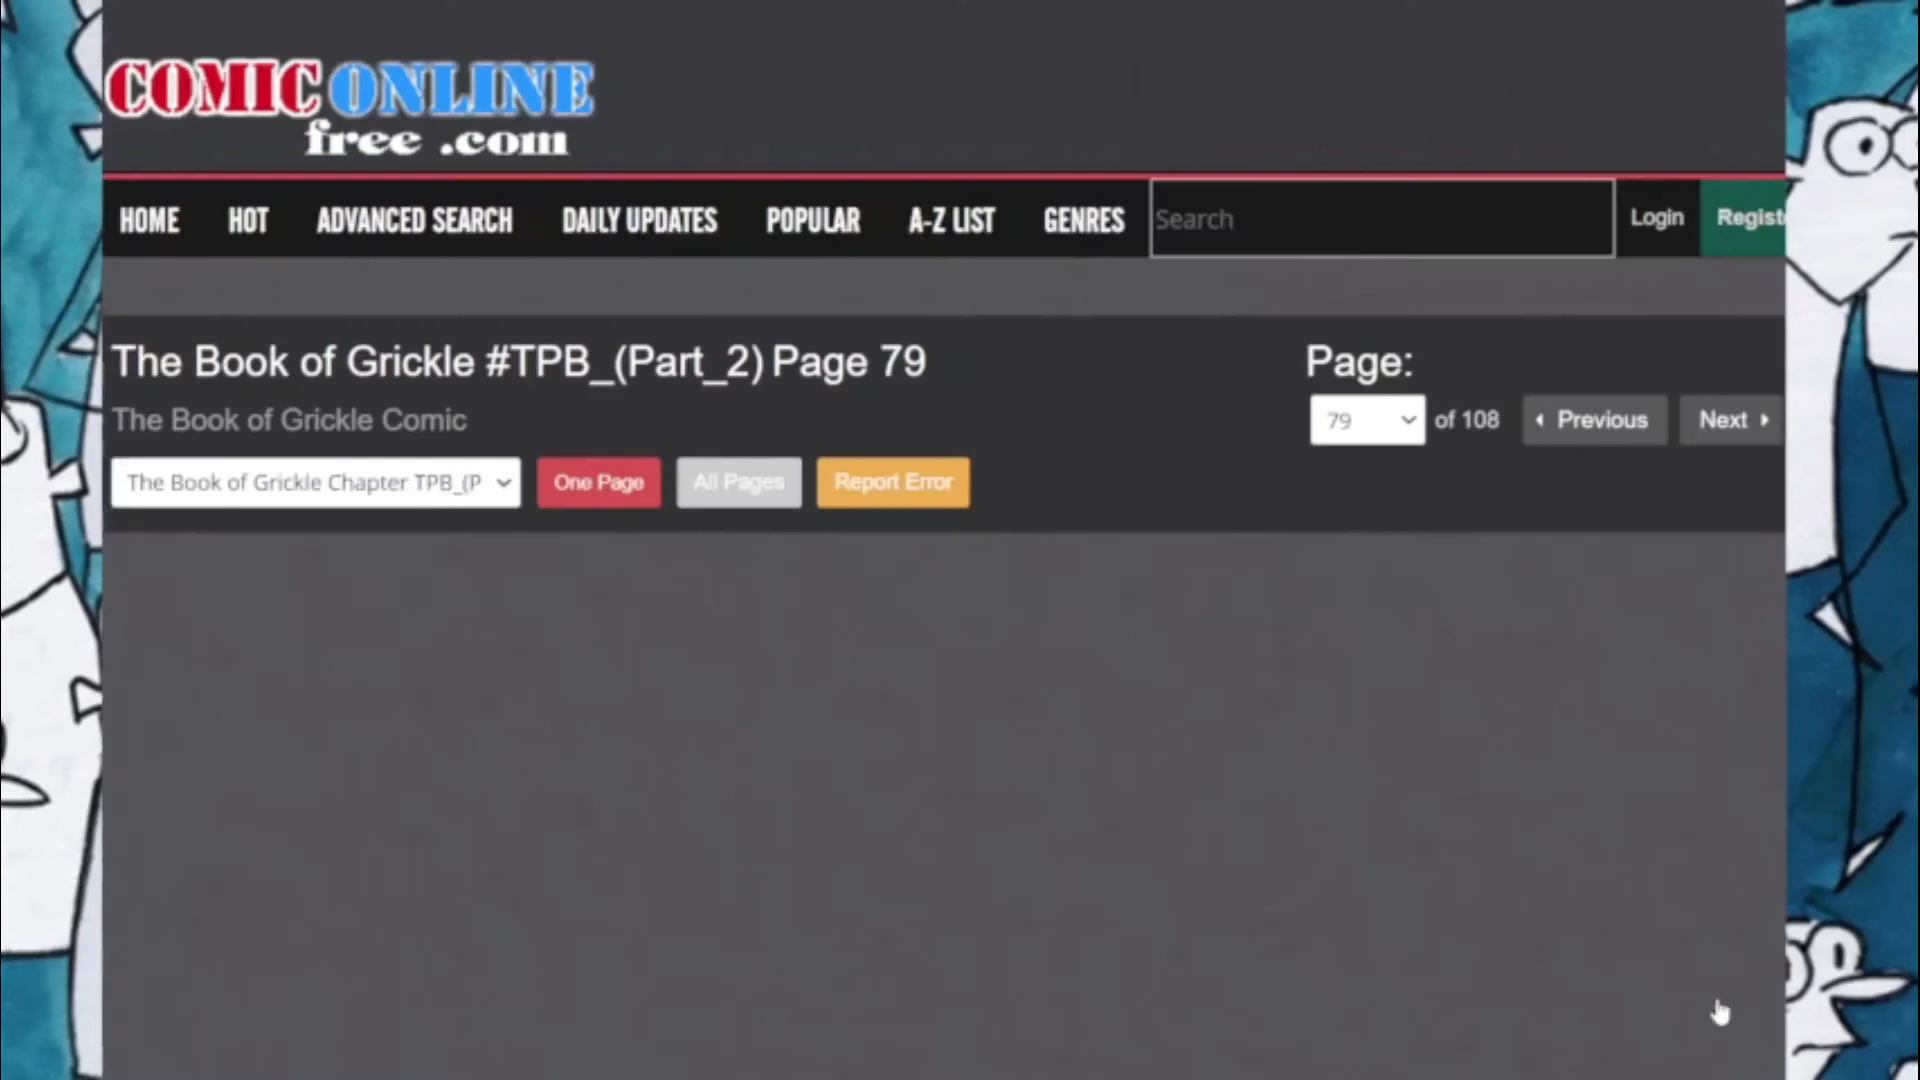 COMIC ONLINE
free .com
HOME HOT ADVANCED SEARCH DAILY UPDATES POPULAR A-Z LIST GENRES Search Login Regist
The Book of Grickle #TPB_(Part_2) Page 79 Page:
The Book of Grickle Comic 79 of 108 Previous Next
The Book of Grickle Chapter TPB_(P One Page All Pages Report Error